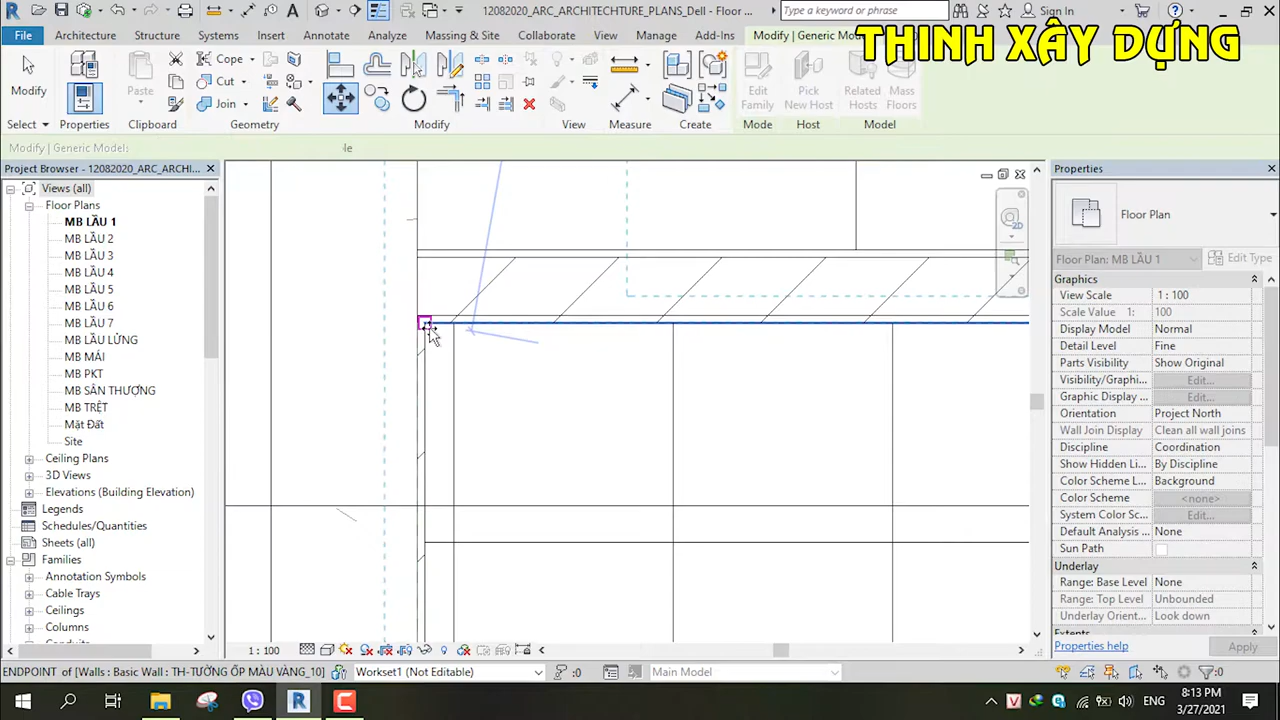 12082020_ARC_ARCHITECHTURE_PLANS_Dell - Floor ...
Type a keyword or phrase
Sign In
THINH XÂY DỰNG
File
Architecture
Structure
Systems
Insert
Annotate
Analyze
Massing & Site
Collaborate
View
Manage
Add-Ins
Modify | Generic Mode
Modify
Paste
Cope
Cut
Join
Edit Family
Pick New Host
Related Hosts
Mass Floors
Select
Properties
Clipboard
Geometry
Modify
View
Measure
Create
Mode
Host
Model
Modify | Generic Model:
le
Project Browser - 12082020_ARC_ARCHI...
Views (all)
Floor Plans
MB LẦU 1
MB LẦU 2
MB LẦU 3
MB LẦU 4
MB LẦU 5
MB LẦU 6
MB LẦU 7
MB LẦU LỬNG
MB MÁI
MB PKT
MB SÂN THƯỢNG
MB TRỆT
Mặt Đất
Site
Ceiling Plans
3D Views
Elevations (Building Elevation)
Legends
Schedules/Quantities
Sheets (all)
Families
Annotation Symbols
Cable Trays
Ceilings
Columns
2D
Properties
Floor Plan
Floor Plan: MB LẦU 1
Edit Type
Graphics
View Scale 1 : 100
Scale Value 1: 100
Display Model Normal
Detail Level Fine
Parts Visibility Show Original
Visibility/Graphi... Edit...
Graphic Display ... Edit...
Orientation Project North
Wall Join Display Clean all wall joins
Discipline Coordination
Show Hidden Li... By Discipline
Color Scheme L... Background
Color Scheme <none>
System Color Sc... Edit...
Default Analysis ... None
Sun Path
Underlay
Range: Base Level None
Range: Top Level Unbounded
Underlay Orient... Look down
Extents
Properties help
Apply
1 : 100
ENDPOINT of [Walls : Basic Wall : TH-TƯỜNG ỐP MÀU VÀNG_10]
Workset1 (Not Editable)
:0
Main Model
:0
ENG
8:13 PM
3/27/2021